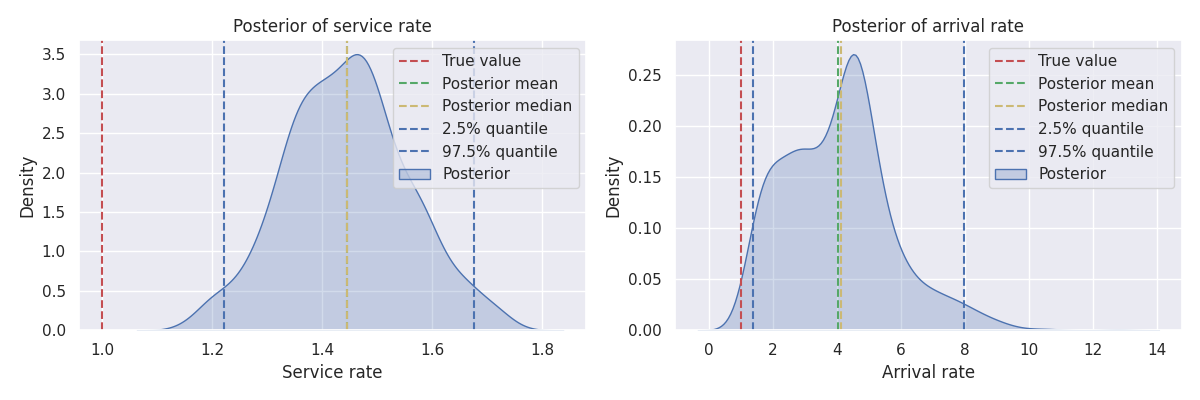 Posterior of service rate
Density
3.5
3.0
2.5
2.0
1.5
1.0
0.5
0.0
True value
Posterior mean
Posterior median
2.5% quantile
97.5% quantile
Posterior
1.0 1.2 1.4 1.6 1.8
Service rate
Posterior of arrival rate
Density
0.25
0.20
0.15
0.10
0.05
0.00
True value
Posterior mean
Posterior median
2.5% quantile
97.5% quantile
Posterior
0 2 4 6 8 10 12 14
Arrival rate